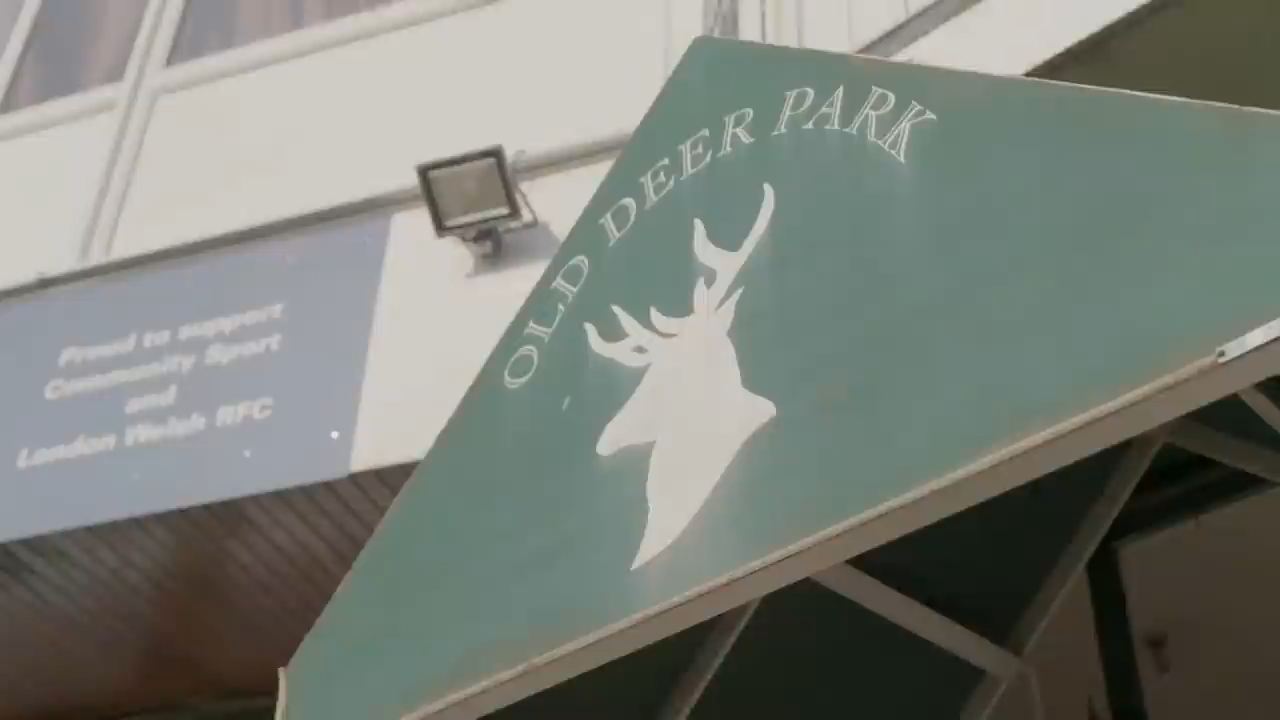 OLD DEER PARK
Proud to support
Community Sport
and
London Welsh RFC